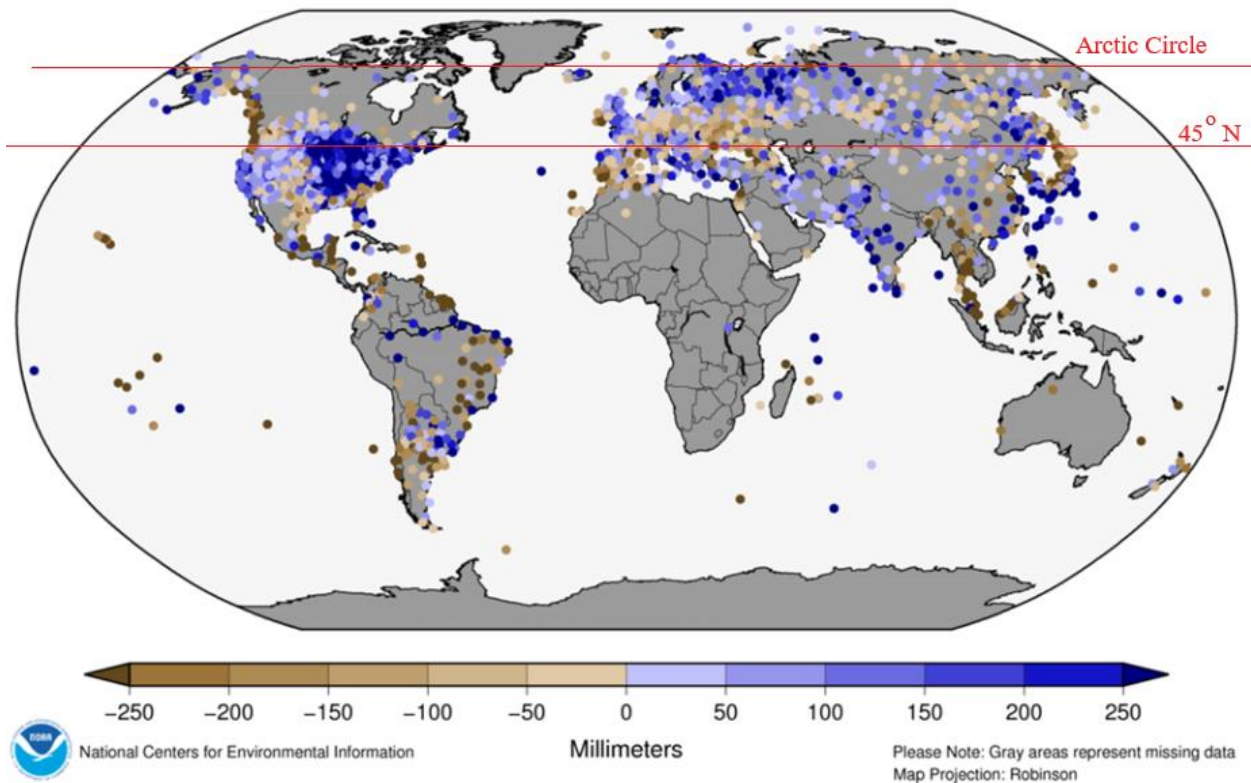 Arctic Circle
45° N
−250 −200 −150 −100 −50 0 50 100 150 200 250
Millimeters
NOAA
National Centers for Environmental Information
Please Note: Gray areas represent missing data
Map Projection: Robinson